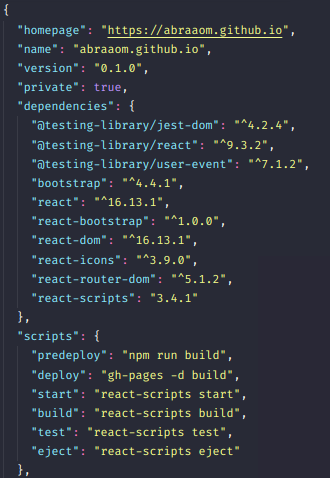 {
"homepage": "https://abraaom.github.io",
"name": "abraaom.github.io",
"version": "0.1.0",
"private": true,
"dependencies": {
"@testing-library/jest-dom": "^4.2.4",
"@testing-library/react": "^9.3.2",
"@testing-library/user-event": "^7.1.2",
"bootstrap": "^4.4.1",
"react": "^16.13.1",
"react-bootstrap": "^1.0.0",
"react-dom": "^16.13.1",
"react-icons": "^3.9.0",
"react-router-dom": "^5.1.2",
"react-scripts": "3.4.1"
},
"scripts": {
"predeploy": "npm run build",
"deploy": "gh-pages -d build",
"start": "react-scripts start",
"build": "react-scripts build",
"test": "react-scripts test",
"eject": "react-scripts eject"
},